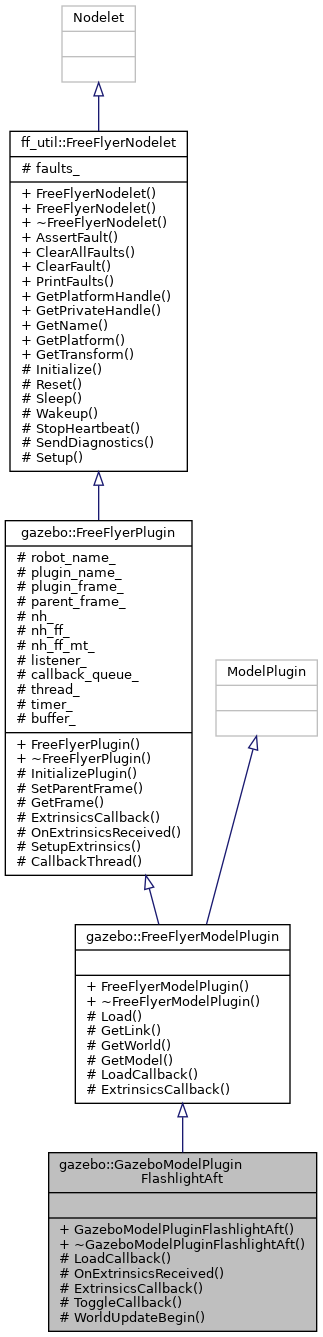 Nodelet
ff_util::FreeFlyerNodelet
# faults_
+ FreeFlyerNodelet()
+ FreeFlyerNodelet()
+ ~FreeFlyerNodelet()
+ AssertFault()
+ ClearAllFaults()
+ ClearFault()
+ PrintFaults()
+ GetPlatformHandle()
+ GetPrivateHandle()
+ GetName()
+ GetPlatform()
+ GetTransform()
# Initialize()
# Reset()
# Sleep()
# Wakeup()
# StopHeartbeat()
# SendDiagnostics()
# Setup()
gazebo::FreeFlyerPlugin
# robot_name_
# plugin_name_
# plugin_frame_
# parent_frame_
# nh_
# nh_ff_
# nh_ff_mt_
# listener_
# callback_queue_
# thread_
# timer_
# buffer_
+ FreeFlyerPlugin()
+ ~FreeFlyerPlugin()
# InitializePlugin()
# SetParentFrame()
# GetFrame()
# ExtrinsicsCallback()
# OnExtrinsicsReceived()
# SetupExtrinsics()
# CallbackThread()
ModelPlugin
gazebo::FreeFlyerModelPlugin
+ FreeFlyerModelPlugin()
+ ~FreeFlyerModelPlugin()
# Load()
# GetLink()
# GetWorld()
# GetModel()
# LoadCallback()
# ExtrinsicsCallback()
gazebo::GazeboModelPlugin
FlashlightAft
+ GazeboModelPluginFlashlightAft()
+ ~GazeboModelPluginFlashlightAft()
# LoadCallback()
# OnExtrinsicsReceived()
# ExtrinsicsCallback()
# ToggleCallback()
# WorldUpdateBegin()